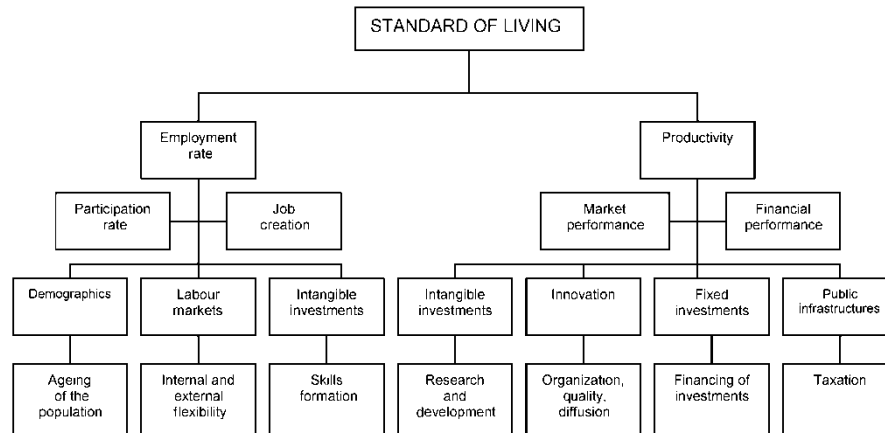 STANDARD OF LIVING
Employment
rate
Productivity
Participation
rate
Job
creation
Market
performance
Financial
performance
Demographics
Labour
markets
Intangible
investments
Intangible
investments
Innovation
Fixed
investments
Public
infrastructures
Ageing
of the
population
Internal and
external
flexibility
Skills
formation
Research
and
development
Organization,
quality,
diffusion
Financing of
investments
Taxation